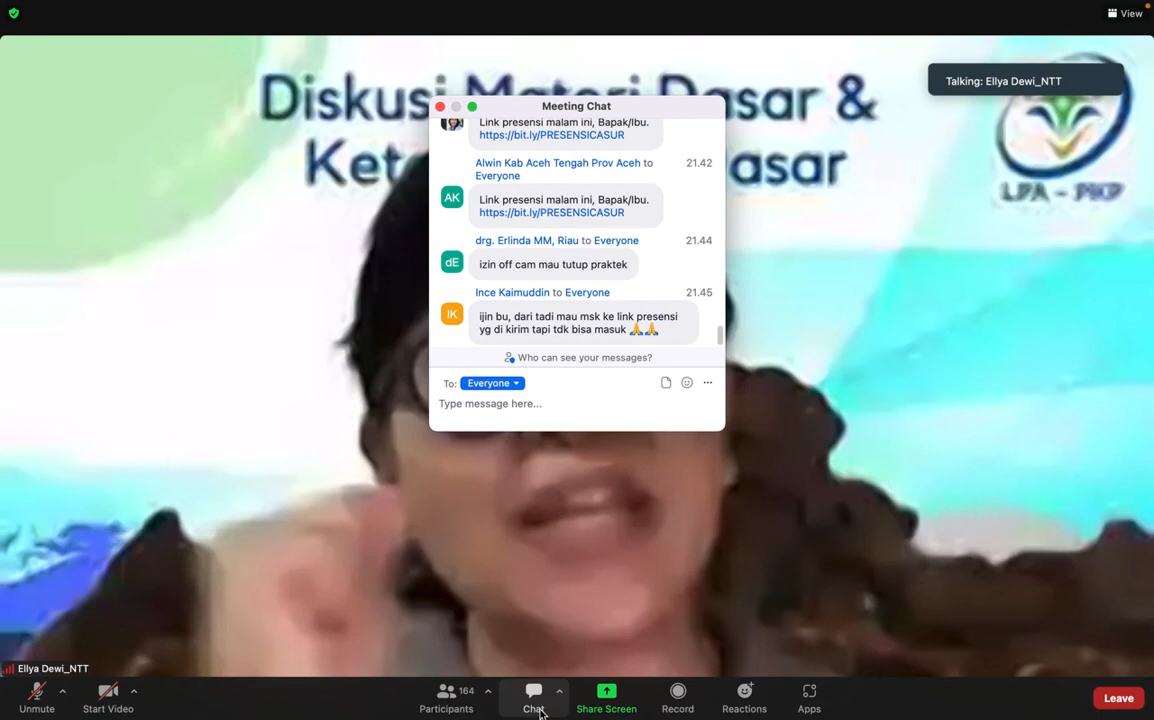 View
Diskusi Materi Dasar &
Talking: Ellya Dewi_NTT
LPA - PKP
Meeting Chat
Link presensi malam ini, Bapak/Ibu.
https://bit.ly/PRESENSICASUR
Alwin Kab Aceh Tengah Prov Aceh to
Everyone
21.42
AK
Link presensi malam ini, Bapak/Ibu.
https://bit.ly/PRESENSICASUR
drg. Erlinda MM, Riau to Everyone
21.44
dE
izin off cam mau tutup praktek
Ince Kaimuddin to Everyone
21.45
IK
ijin bu, dari tadi mau msk ke link presensi
yg di kirim tapi tdk bisa masuk 🙏🙏
Who can see your messages?
To: Everyone
Type message here...
Ellya Dewi_NTT
Unmute
Start Video
164
Participants
Chat
Share Screen
Record
Reactions
Apps
Leave